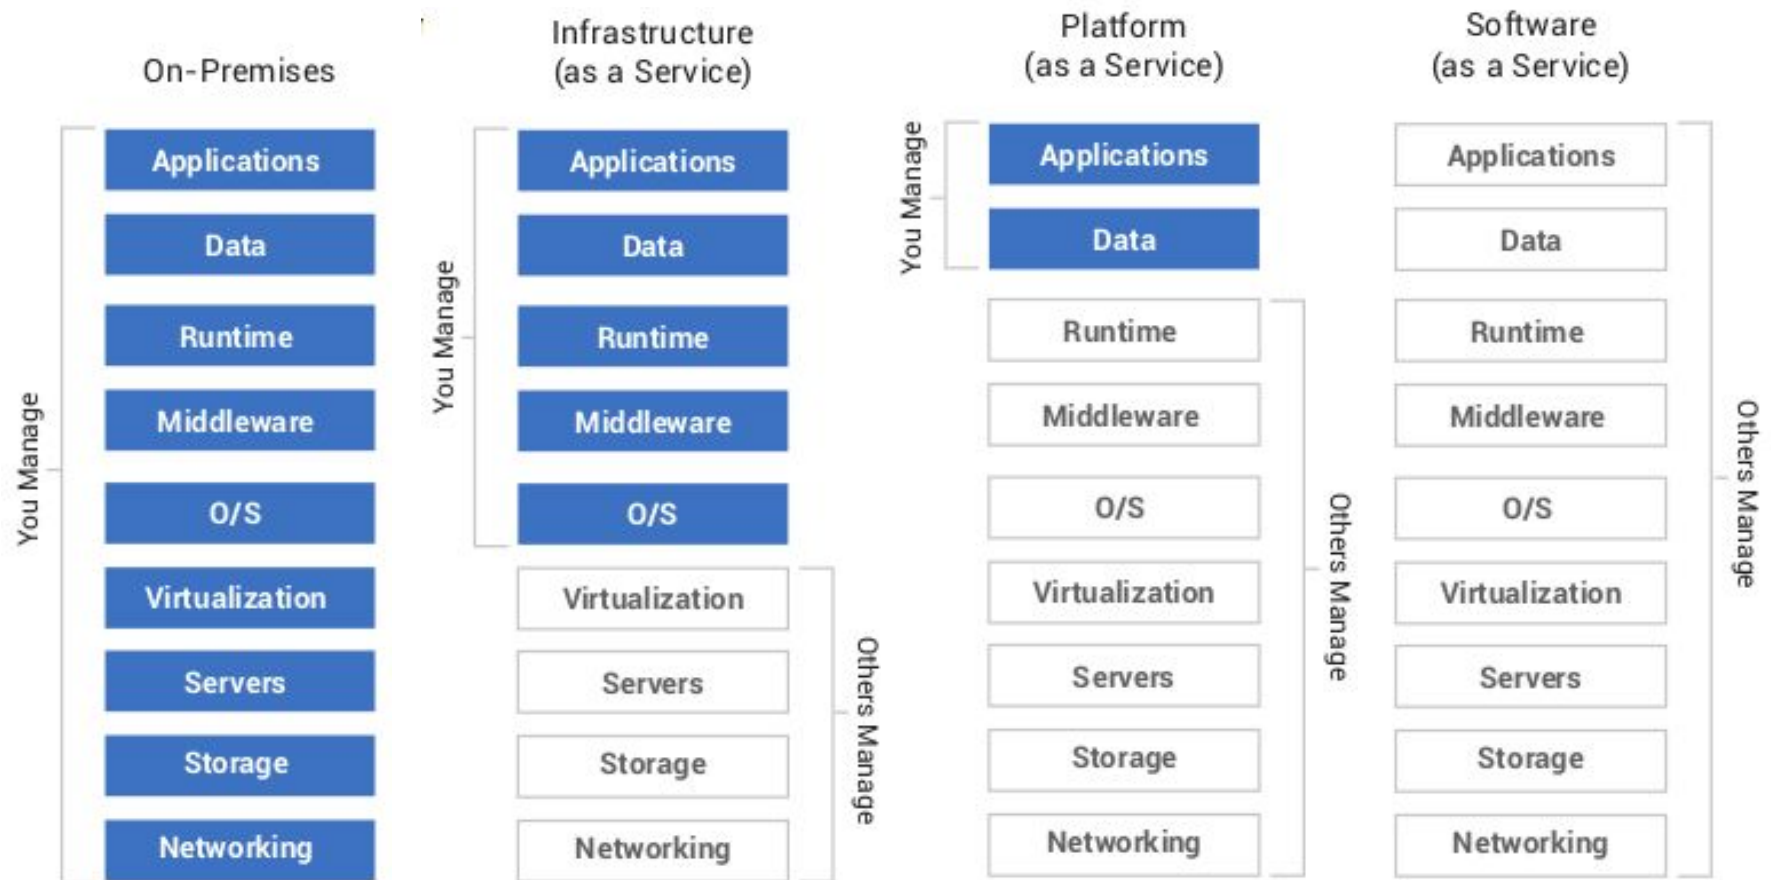 On-Premises
You Manage
Applications
Data
Runtime
Middleware
O/S
Virtualization
Servers
Storage
Networking
Infrastructure
(as a Service)
You Manage
Applications
Data
Runtime
Middleware
O/S
Virtualization
Servers
Storage
Networking
Others Manage
Platform
(as a Service)
You Manage
Applications
Data
Runtime
Middleware
O/S
Virtualization
Servers
Storage
Networking
Others Manage
Software
(as a Service)
Applications
Data
Runtime
Middleware
O/S
Virtualization
Servers
Storage
Networking
Others Manage